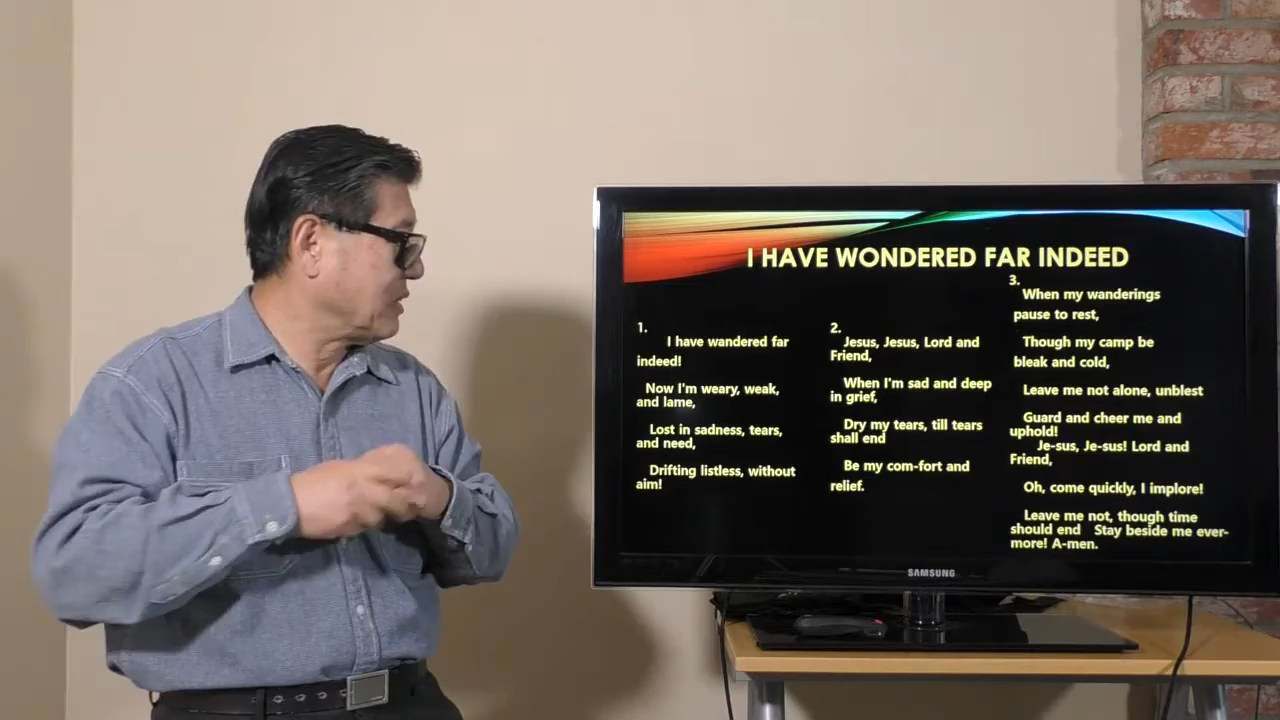 I HAVE WONDERED FAR INDEED
1.
I have wandered far
indeed!
Now I'm weary, weak,
and lame,
Lost in sadness, tears,
and need,
Drifting listless, without
aim!
2.
Jesus, Jesus, Lord and
Friend,
When I'm sad and deep
in grief,
Dry my tears, till tears
shall end
Be my com-fort and
relief.
3.
When my wanderings
pause to rest,
Though my camp be
bleak and cold,
Leave me not alone, unblest
Guard and cheer me and
uphold!
Je-sus, Je-sus! Lord and
Friend,
Oh, come quickly, I implore!
Leave me not, though time
should end Stay beside me ever-
more! A-men.
SAMSUNG